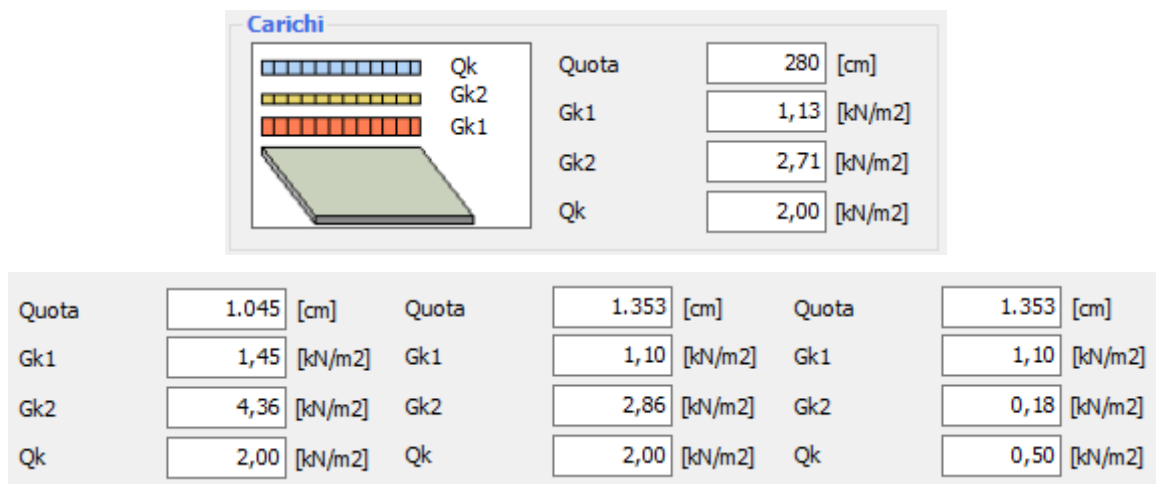 Carichi
Qk
Gk2
Gk1
Quota 280 [cm]
Gk1 1,13 [kN/m2]
Gk2 2,71 [kN/m2]
Qk 2,00 [kN/m2]
Quota 1.045 [cm] Quota 1.353 [cm] Quota 1.353 [cm]
Gk1 1,45 [kN/m2] Gk1 1,10 [kN/m2] Gk1 1,10 [kN/m2]
Gk2 4,36 [kN/m2] Gk2 2,86 [kN/m2] Gk2 0,18 [kN/m2]
Qk 2,00 [kN/m2] Qk 2,00 [kN/m2] Qk 0,50 [kN/m2]